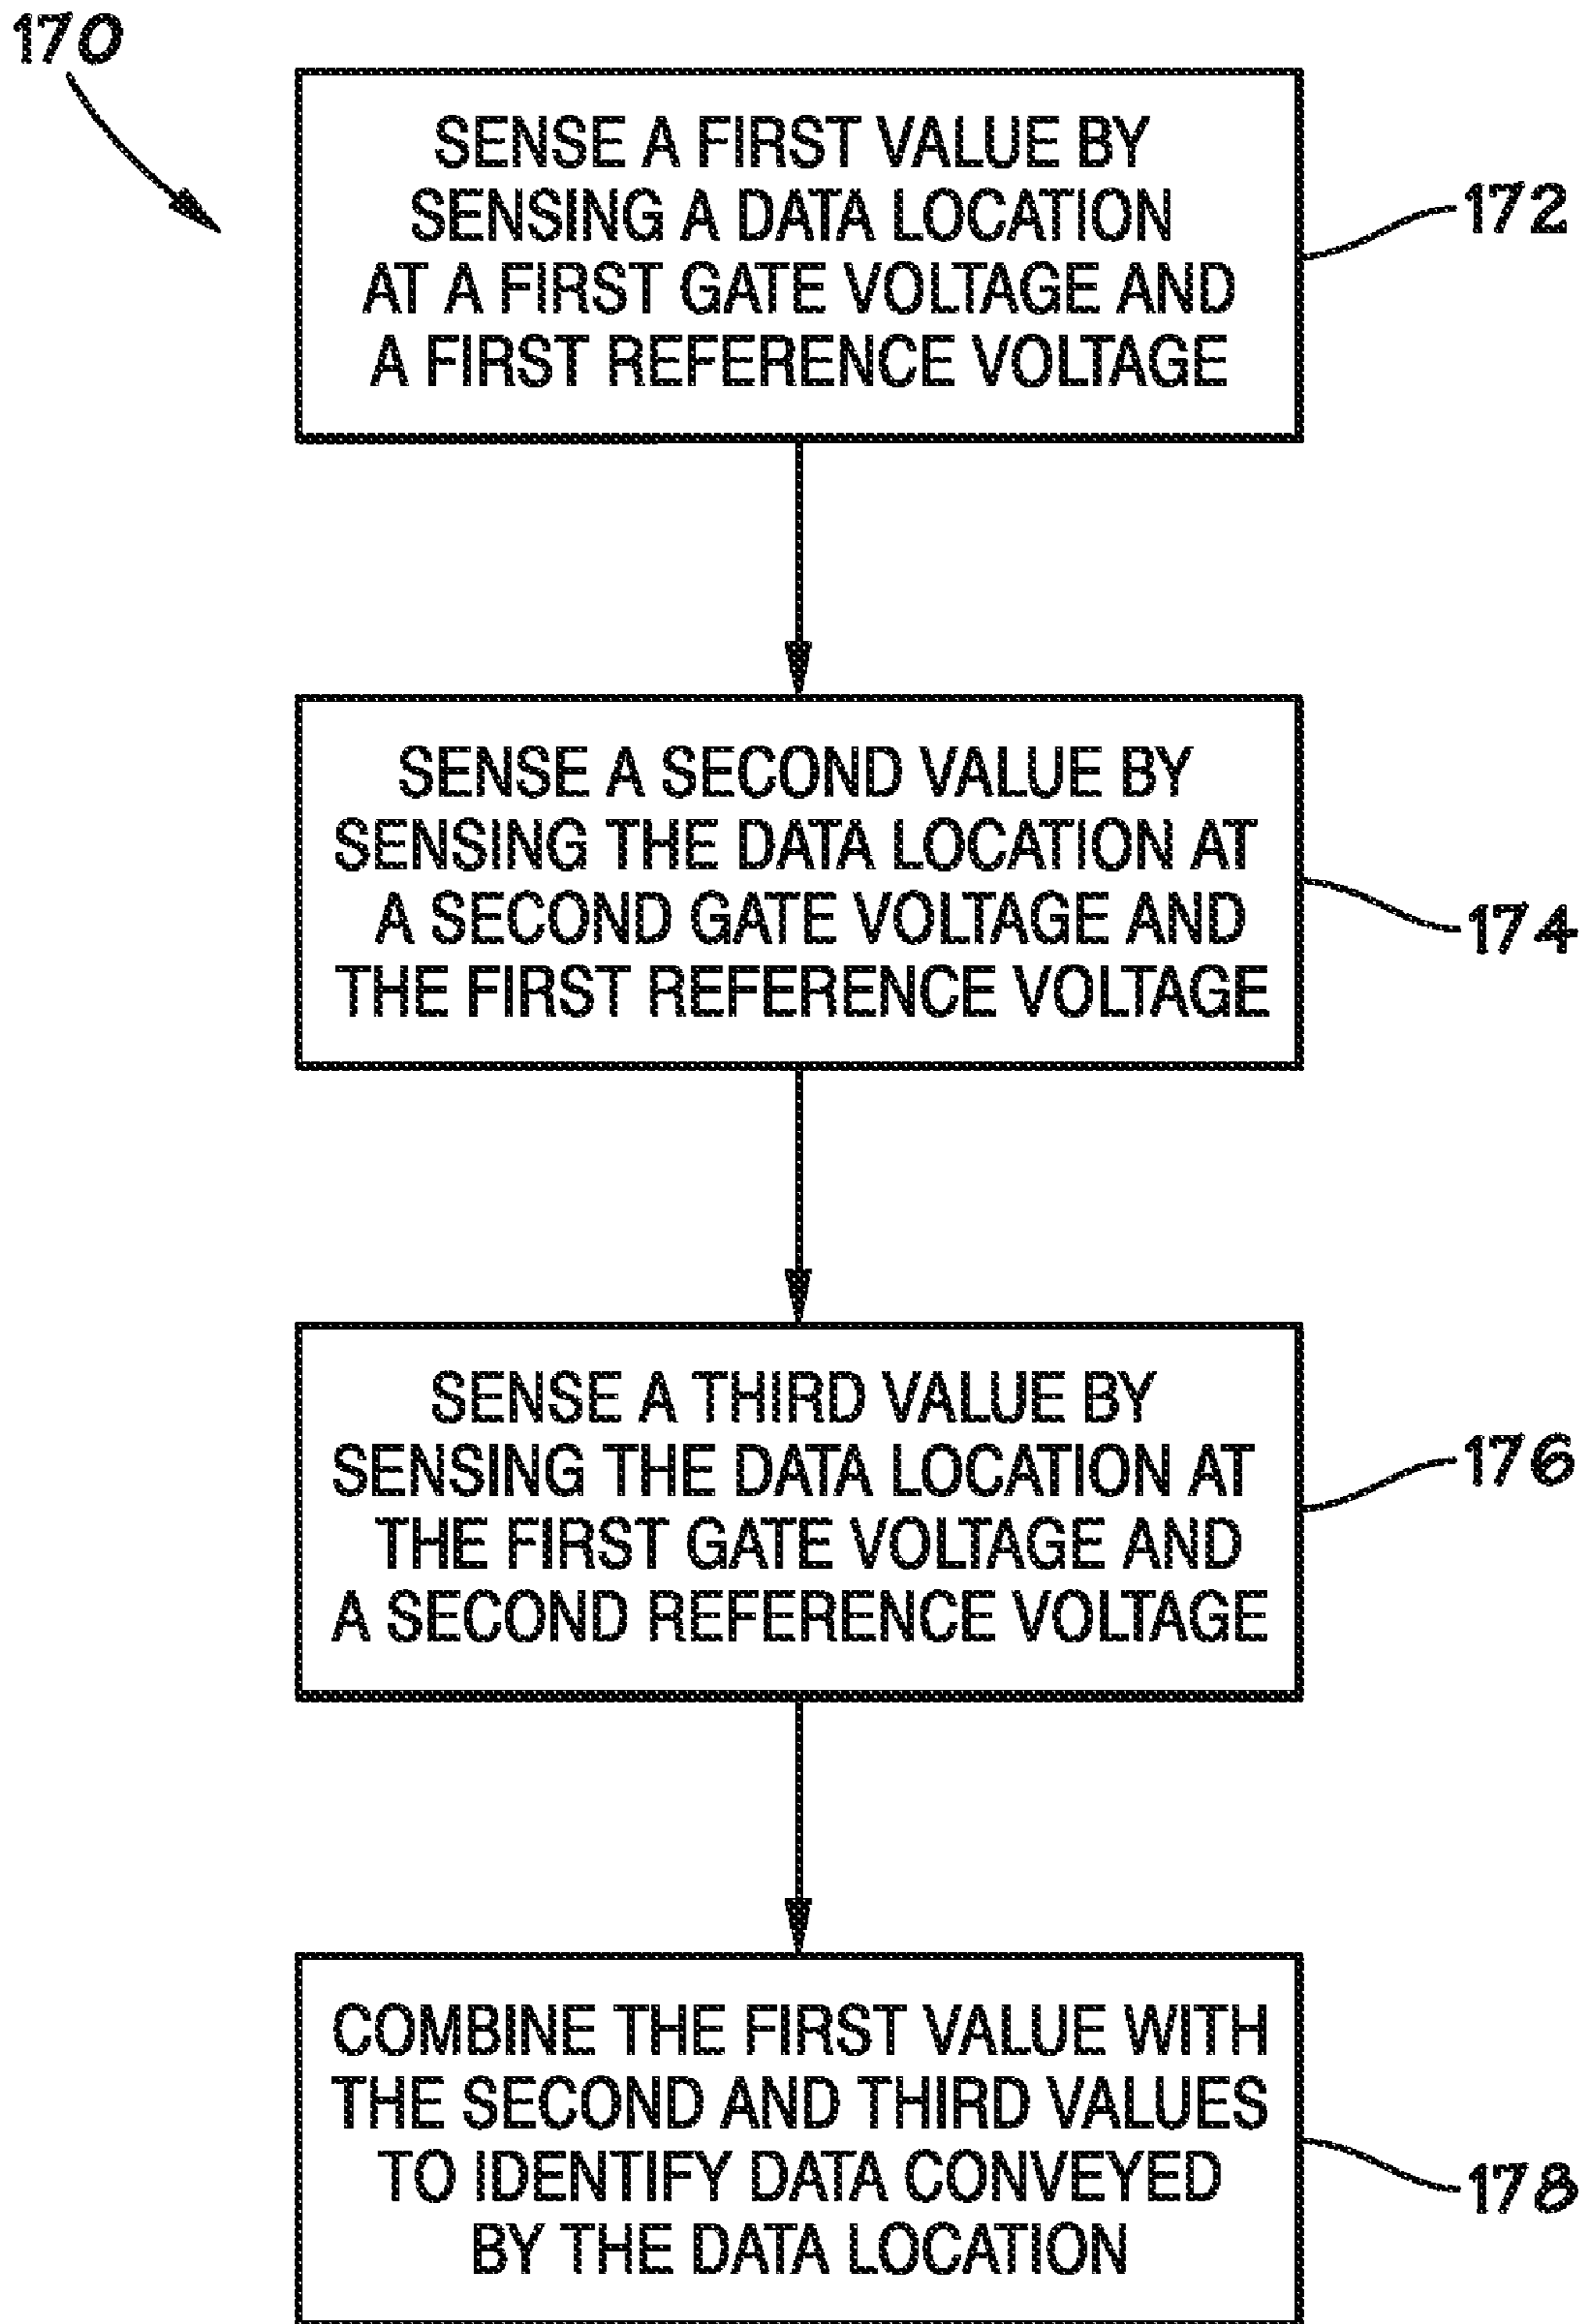 170
SENSE A FIRST VALUE BY
SENSING A DATA LOCATION
AT A FIRST GATE VOLTAGE AND
A FIRST REFERENCE VOLTAGE
172
SENSE A SECOND VALUE BY
SENSING THE DATA LOCATION AT
A SECOND GATE VOLTAGE AND
THE FIRST REFERENCE VOLTAGE
174
SENSE A THIRD VALUE BY
SENSING THE DATA LOCATION AT
THE FIRST GATE VOLTAGE AND
A SECOND REFERENCE VOLTAGE
176
COMBINE THE FIRST VALUE WITH
THE SECOND AND THIRD VALUES
TO IDENTIFY DATA CONVEYED
BY THE DATA LOCATION
178